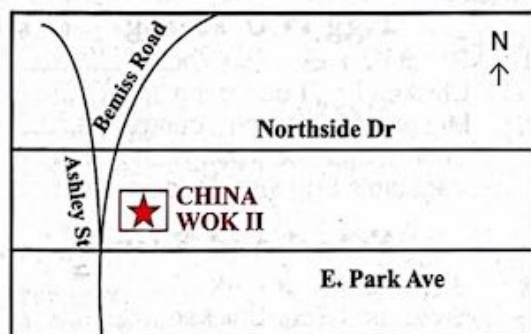 Bemiss Road
N
Northside Dr
Ashley St
CHINA
WOK II
E. Park Ave